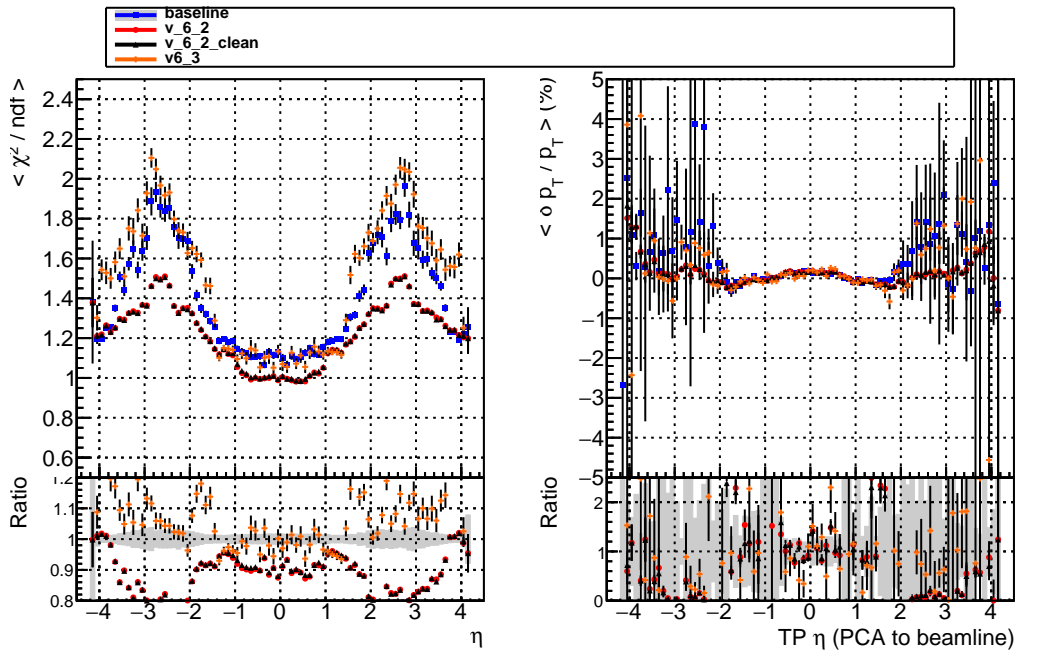 baseline
v_6_2
v_6_2_clean
v6_3
< χ² / ndf >
2.4
2.2
2
1.8
1.6
1.4
1.2
1
0.8
0.6
Ratio
1.2
1.1
1
0.9
0.8
−4 −3 −2 −1 0 1 2 3 4
η
< σ p_T / p_T > (%)
5
4
3
2
1
0
−1
−2
−3
−4
−5
Ratio
2
1
0
−4 −3 −2 −1 0 1 2 3 4
TP η (PCA to beamline)